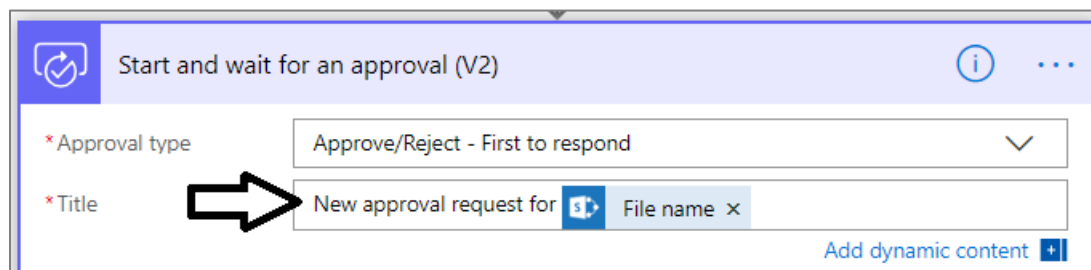 Start and wait for an approval (V2)
*Approval type
Approve/Reject - First to respond
*Title
New approval request for File name ×
Add dynamic content